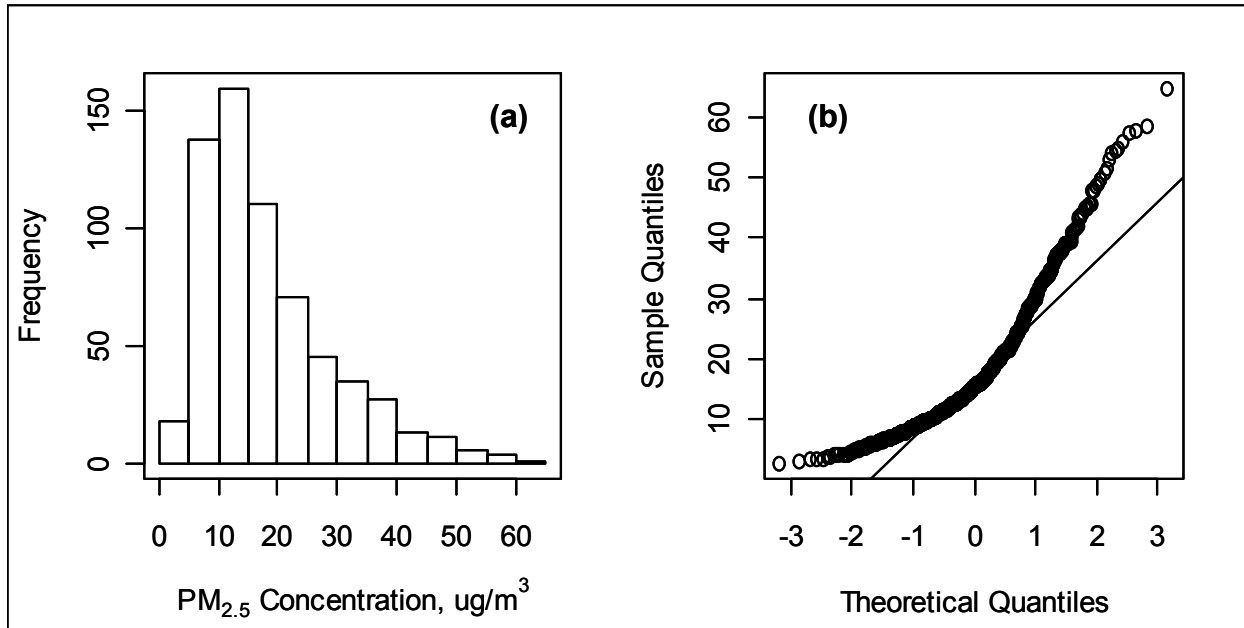 (a)
Frequency
0
50
100
150
0 10 20 30 40 50 60
PM2.5 Concentration, ug/m3
(b)
Sample Quantiles
10
20
30
40
50
60
-3 -2 -1 0 1 2 3
Theoretical Quantiles